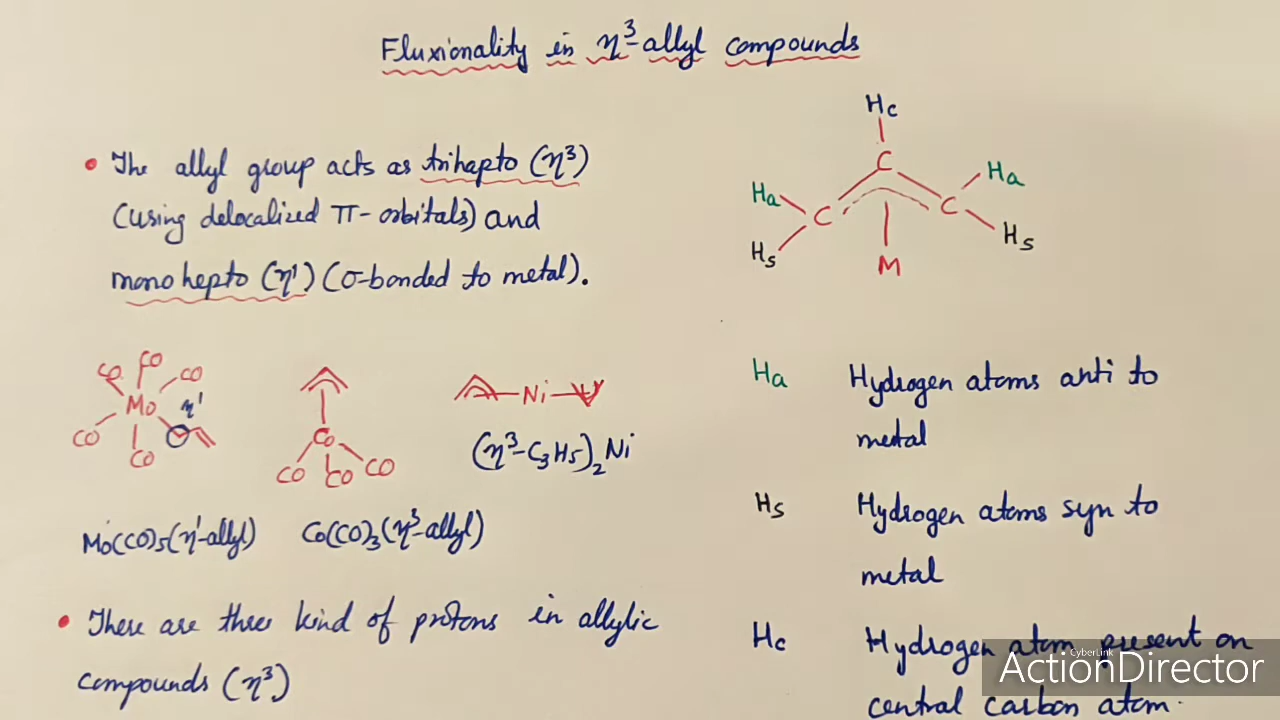 Fluxionality in η³-allyl compounds
• The allyl group acts as trihapto (η³)
(using delocalized π-orbitals) and
monohepto (η¹) (σ-bonded to metal).
Hc
C
Ha C C Ha
Hs Hs
M
CO CO CO
Mo η¹
CO
CO
Co
CO CO CO
Ni
(η³-C₃H₅)₂Ni
Mo(CO)₅(η¹-allyl) Co(CO)₃(η³-allyl)
• There are three kind of protons in allylic
compounds (η³)
Ha Hydrogen atoms anti to
metal
Hs Hydrogen atoms syn to
metal
Hc Hydrogen atom present on
central carbon atom.
CyberLink
ActionDirector